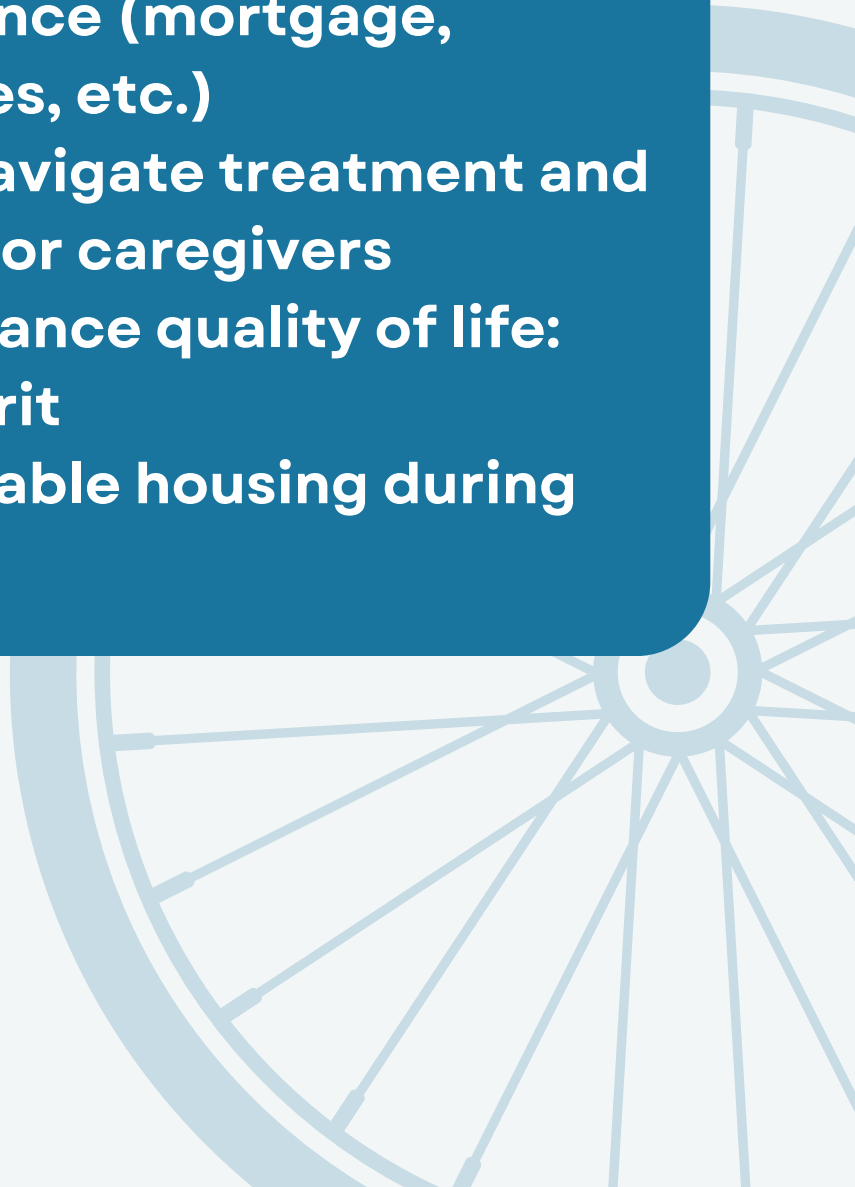 nce (mortgage,
es, etc.)
avigate treatment and
or caregivers
ance quality of life:
rit
able housing during